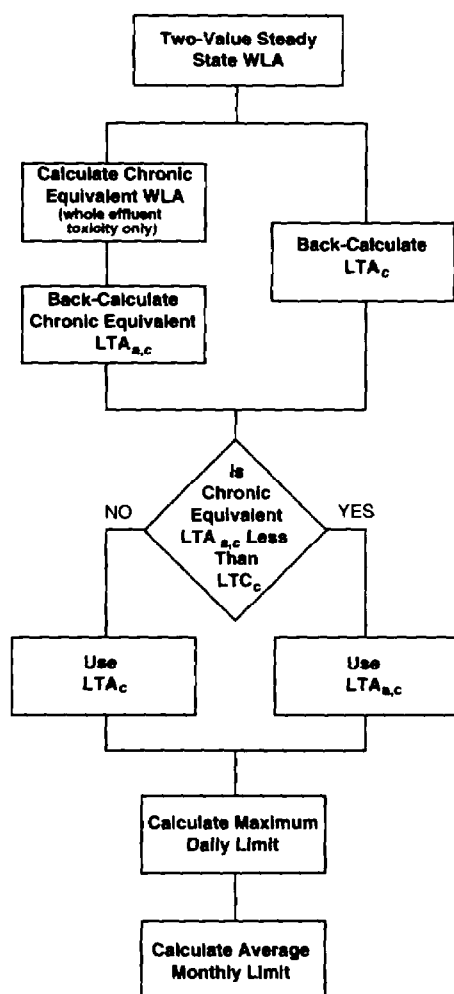 Two-Value Steady
State WLA
Calculate Chronic
Equivalent WLA
(whole effluent
toxicity only)
Back-Calculate
Chronic Equivalent
LTAa,c
Back-Calculate
LTAc
Is
Chronic
Equivalent
LTA a,c Less
Than
LTCc
NO
YES
Use
LTAc
Use
LTAa,c
Calculate Maximum
Daily Limit
Calculate Average
Monthly Limit